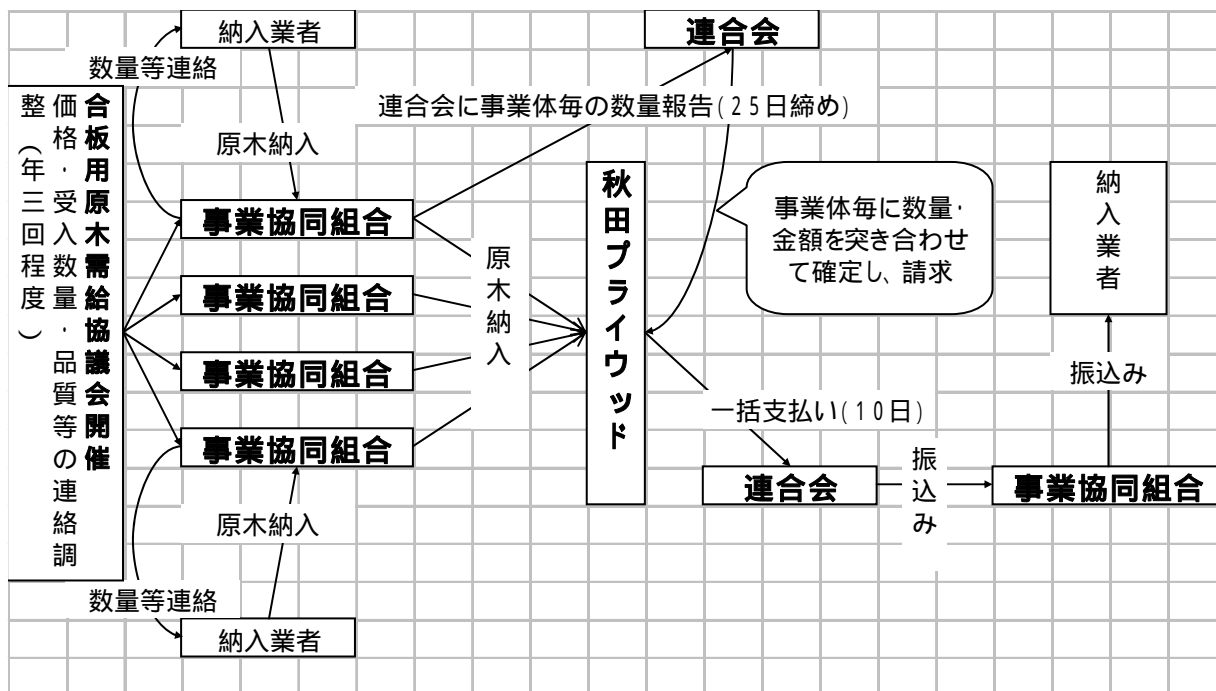 納入業者
数量等連絡
合板用原木需給協議会開催
価格・受入数量・品質等の連絡調
整（年三回程度）
原木納入
事業協同組合
事業協同組合
事業協同組合
事業協同組合
原木納入
数量等連絡
納入業者
連合会
連合会に事業体毎の数量報告(25日締め)
原木納入
秋田プライウッド
事業体毎に数量・
金額を突き合わせ
て確定し、請求
一括支払い(10日)
連合会
振込み
事業協同組合
振込み
納入業者